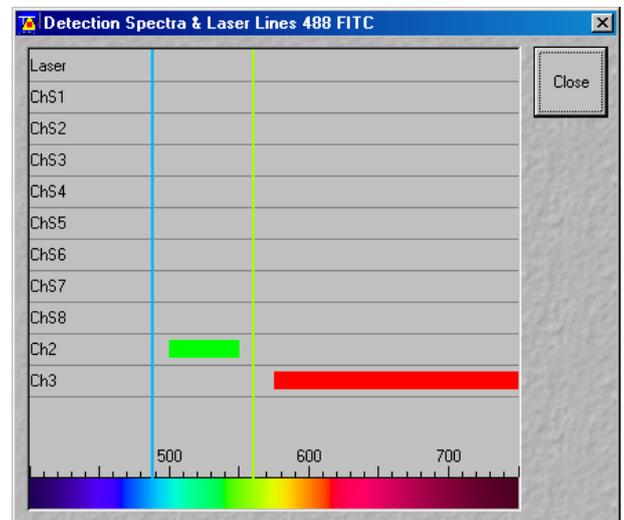 Detection Spectra & Laser Lines 488 FITC
Close
Laser
ChS1
ChS2
ChS3
ChS4
ChS5
ChS6
ChS7
ChS8
Ch2
Ch3
500 600 700